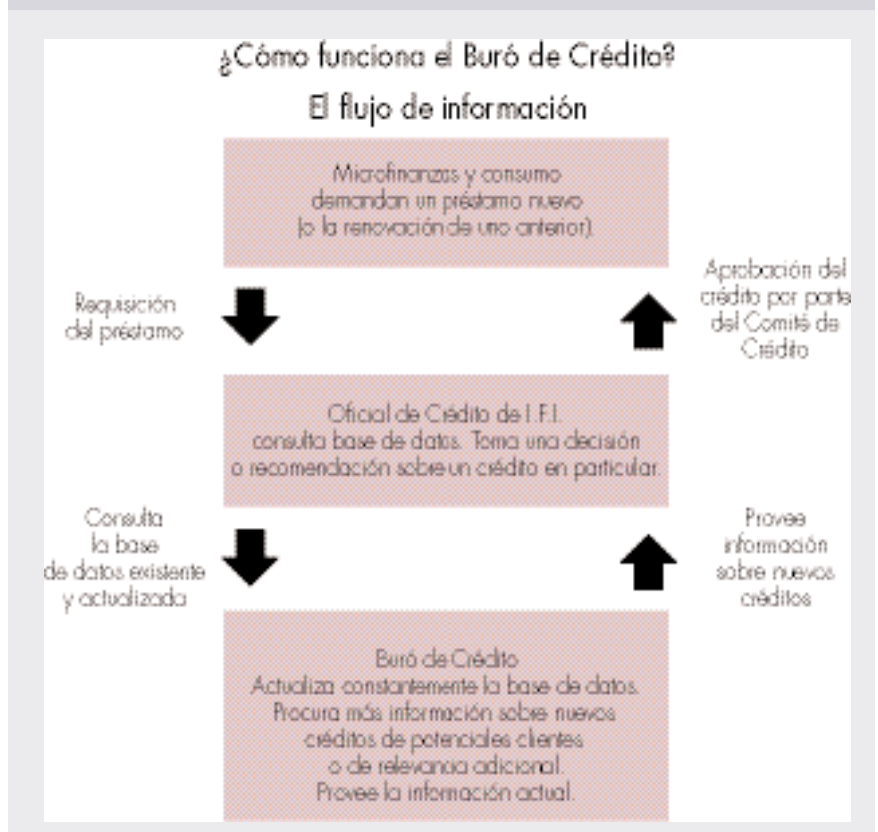 ¿Cómo funciona el Buró de Crédito?
El flujo de información
Microfinanzas y consumo
demandan un préstamo nuevo
(o la renovación de uno anterior).
Requisición
del préstamo
Aprobación del
crédito por parte
del Comité de
Crédito
Oficial de Crédito de I.F.I.
consulta base de datos. Toma una decisión
o recomendación sobre un crédito en particular.
Consulta
la base
de datos existente
y actualizada
Provee
información
sobre nuevos
créditos
Buró de Crédito
Actualiza constantemente la base de datos.
Procura más información sobre nuevos
créditos de potenciales clientes
o de relevancia adicional.
Provee la información actual.